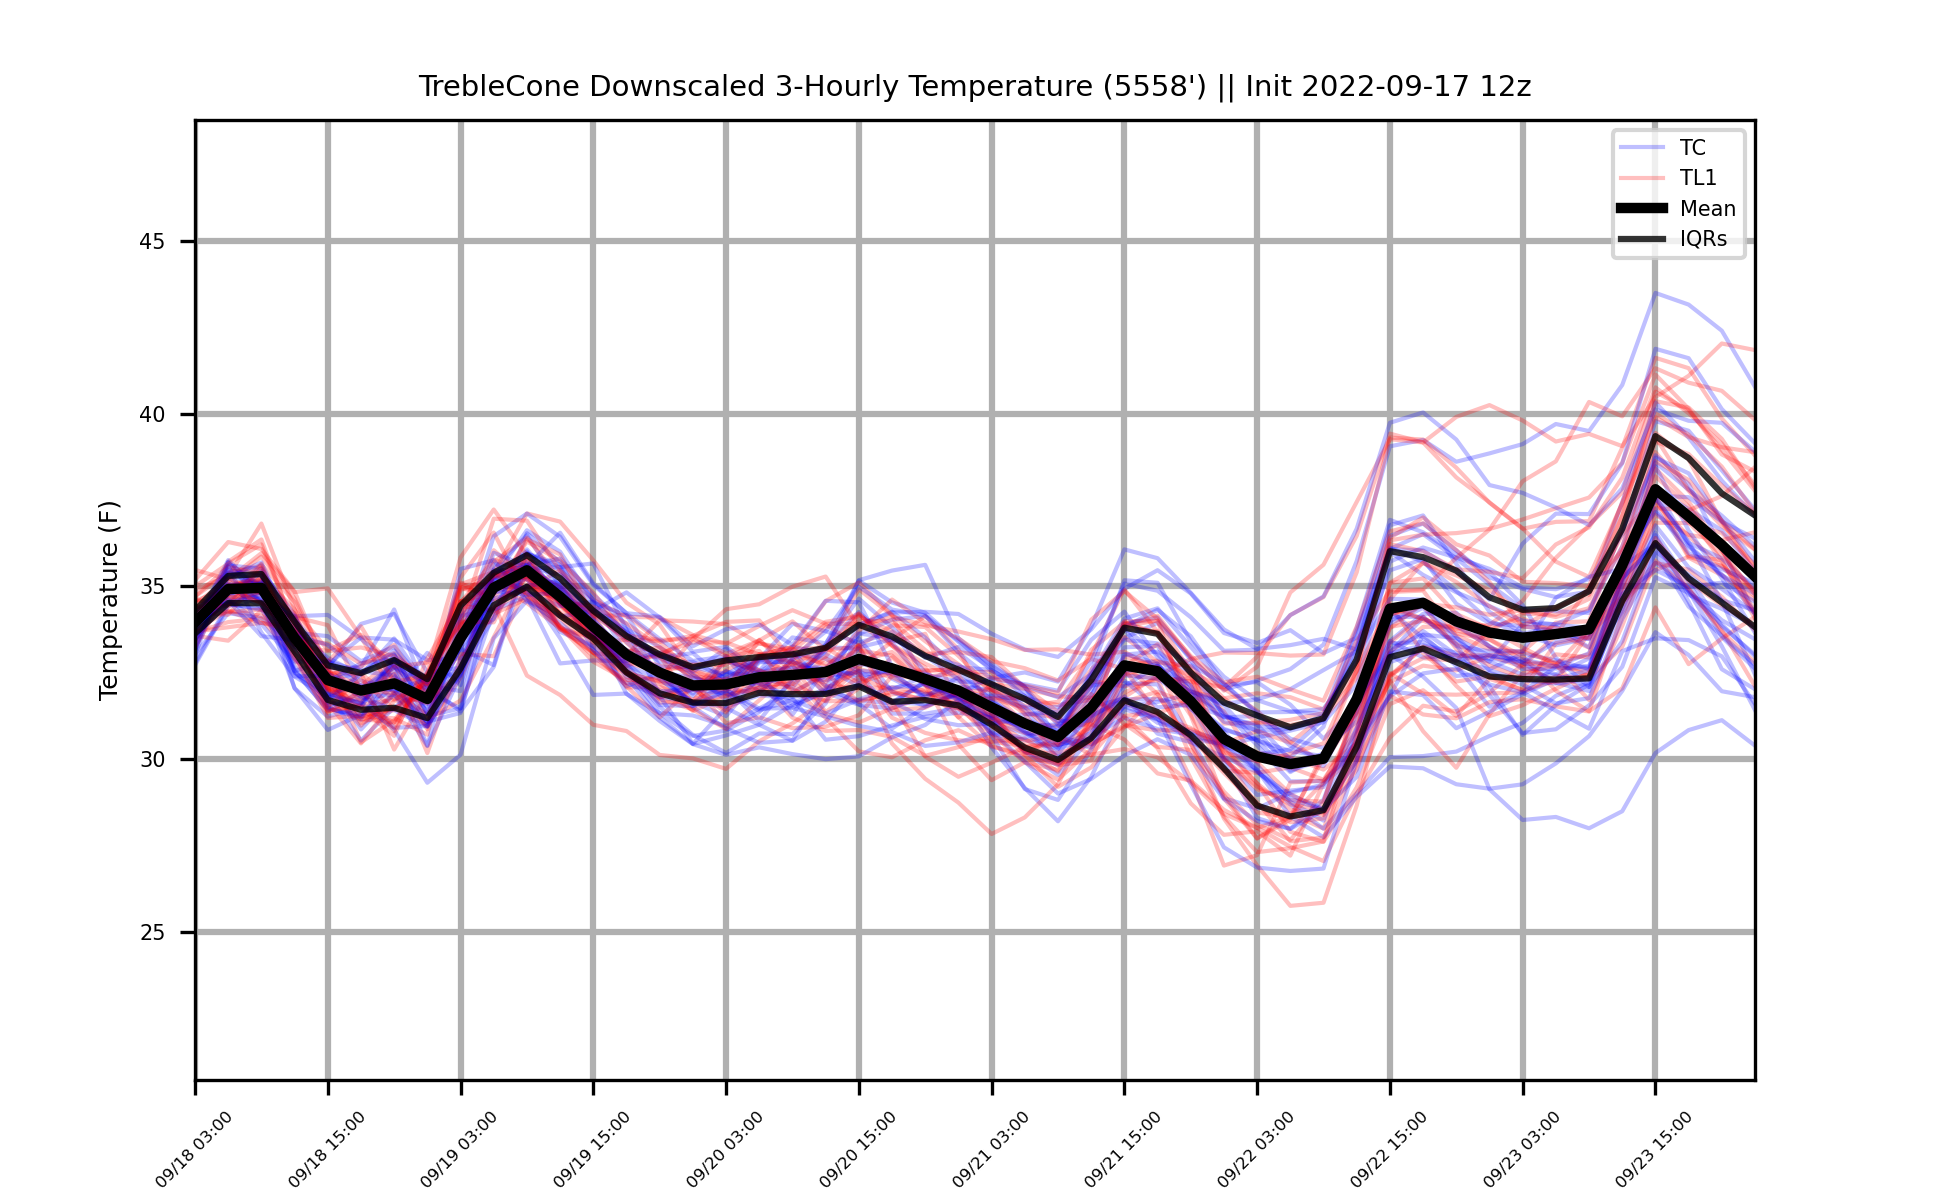 TrebleCone Downscaled 3-Hourly Temperature (5558') || Init 2022-09-17 12z
TC
TL1
Mean
IQRs
Temperature (F)
45
40
35
30
25
09/18 03:00
09/18 15:00
09/19 03:00
09/19 15:00
09/20 03:00
09/20 15:00
09/21 03:00
09/21 15:00
09/22 03:00
09/22 15:00
09/23 03:00
09/23 15:00